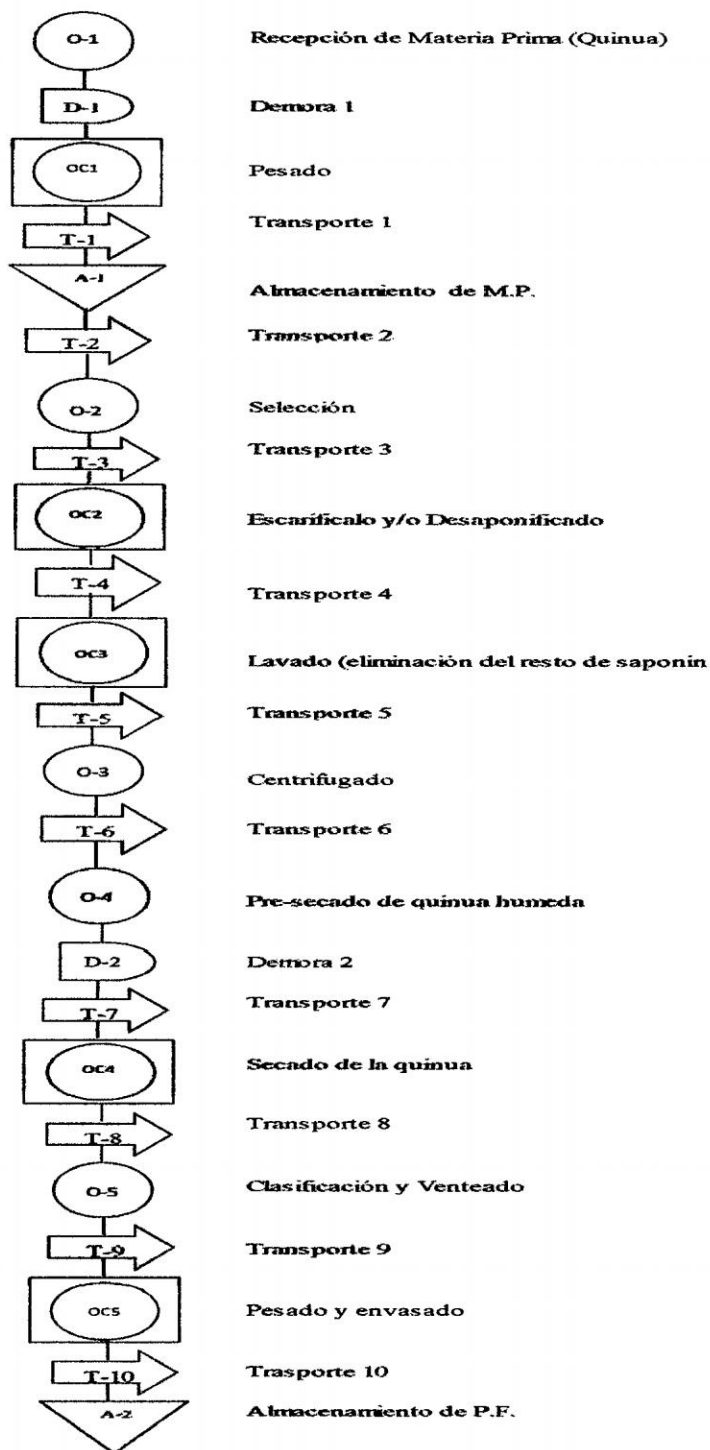 O-1 Recepción de Materia Prima (Quinua)
D-1 Demora 1
OC1 Pesado
T-1 Transporte 1
A-1 Almacenamiento de M.P.
T-2 Transporte 2
O-2 Selección
T-3 Transporte 3
OC2 Escarificalo y/o Desaponificado
T-4 Transporte 4
OC3 Lavado (eliminación del resto de saponin
T-5 Transporte 5
O-3 Centrifugado
T-6 Transporte 6
O-4 Pre-secado de quinua humeda
D-2 Demora 2
T-7 Transporte 7
OC4 Secado de la quinua
T-8 Transporte 8
O-5 Clasificación y Venteado
T-9 Transporte 9
OC5 Pesado y envasado
T-10 Trasporte 10
A-2 Almacenamiento de P.F.